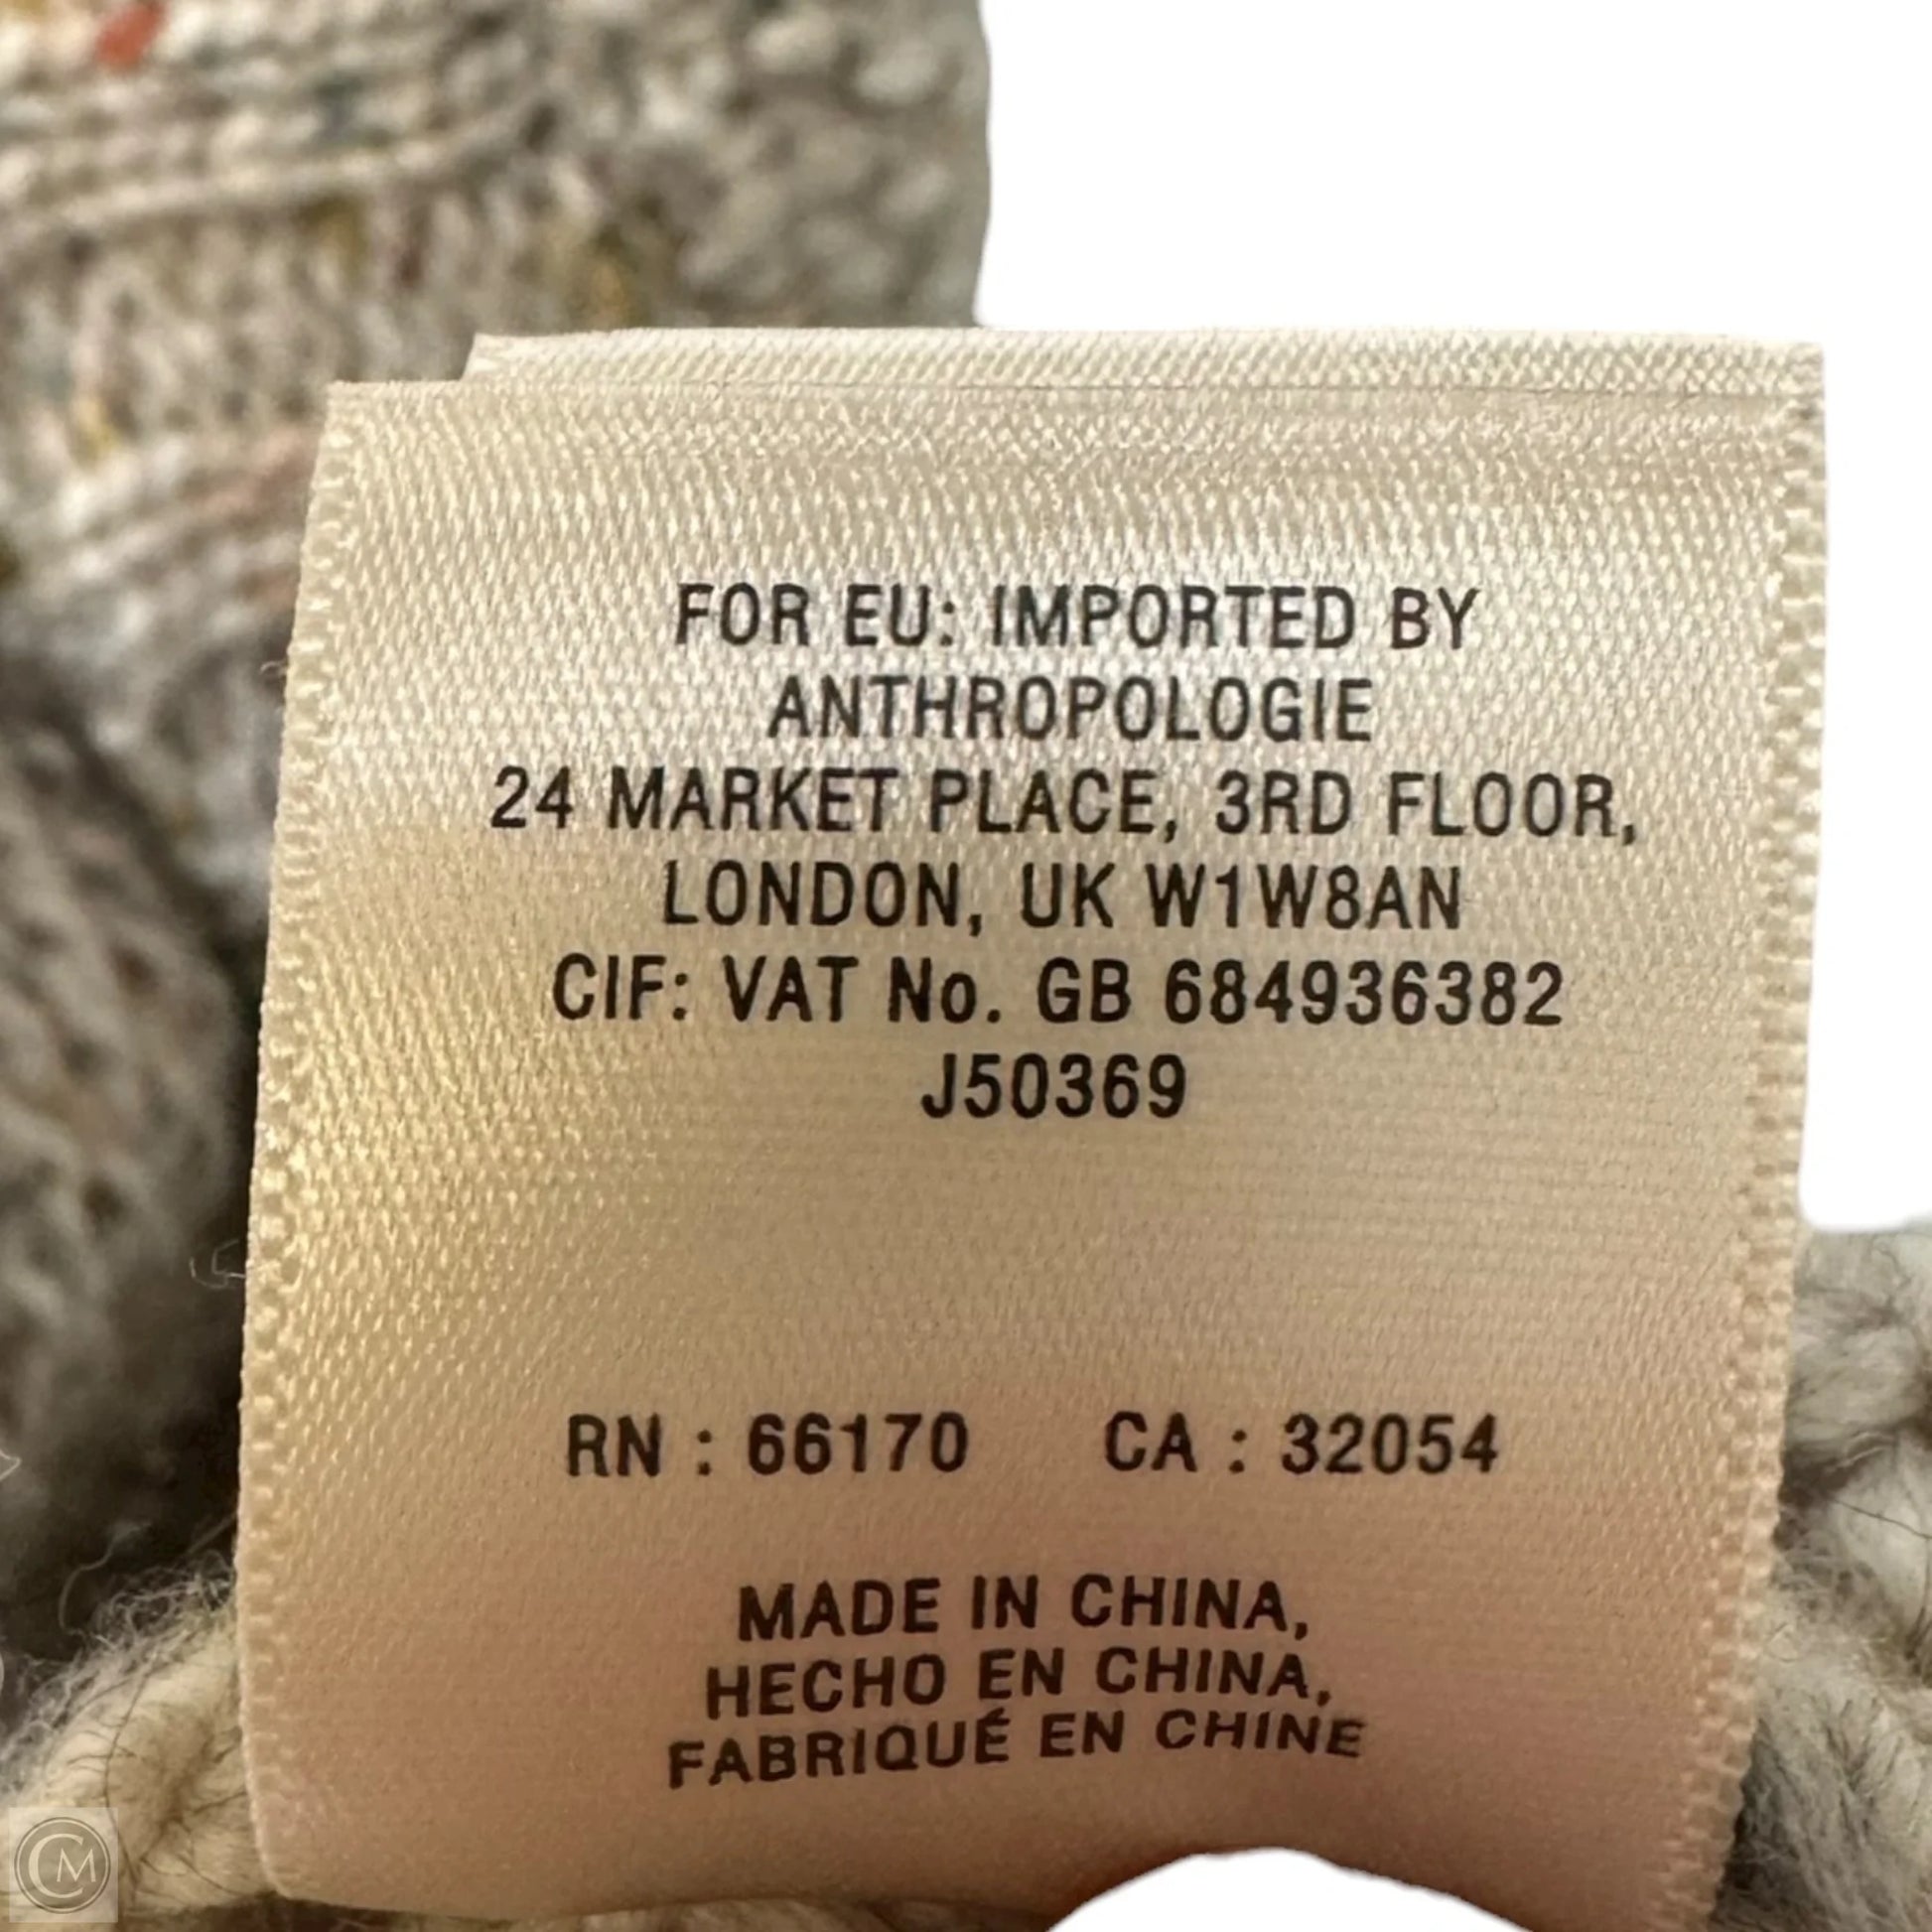 FOR EU: IMPORTED BY
ANTHROPOLOGIE
24 MARKET PLACE, 3RD FLOOR,
LONDON, UK W1W8AN
CIF: VAT No. GB 684936382
J50369
RN : 66170 CA : 32054
MADE IN CHINA,
HECHO EN CHINA,
FABRIQUÉ EN CHINE
CM